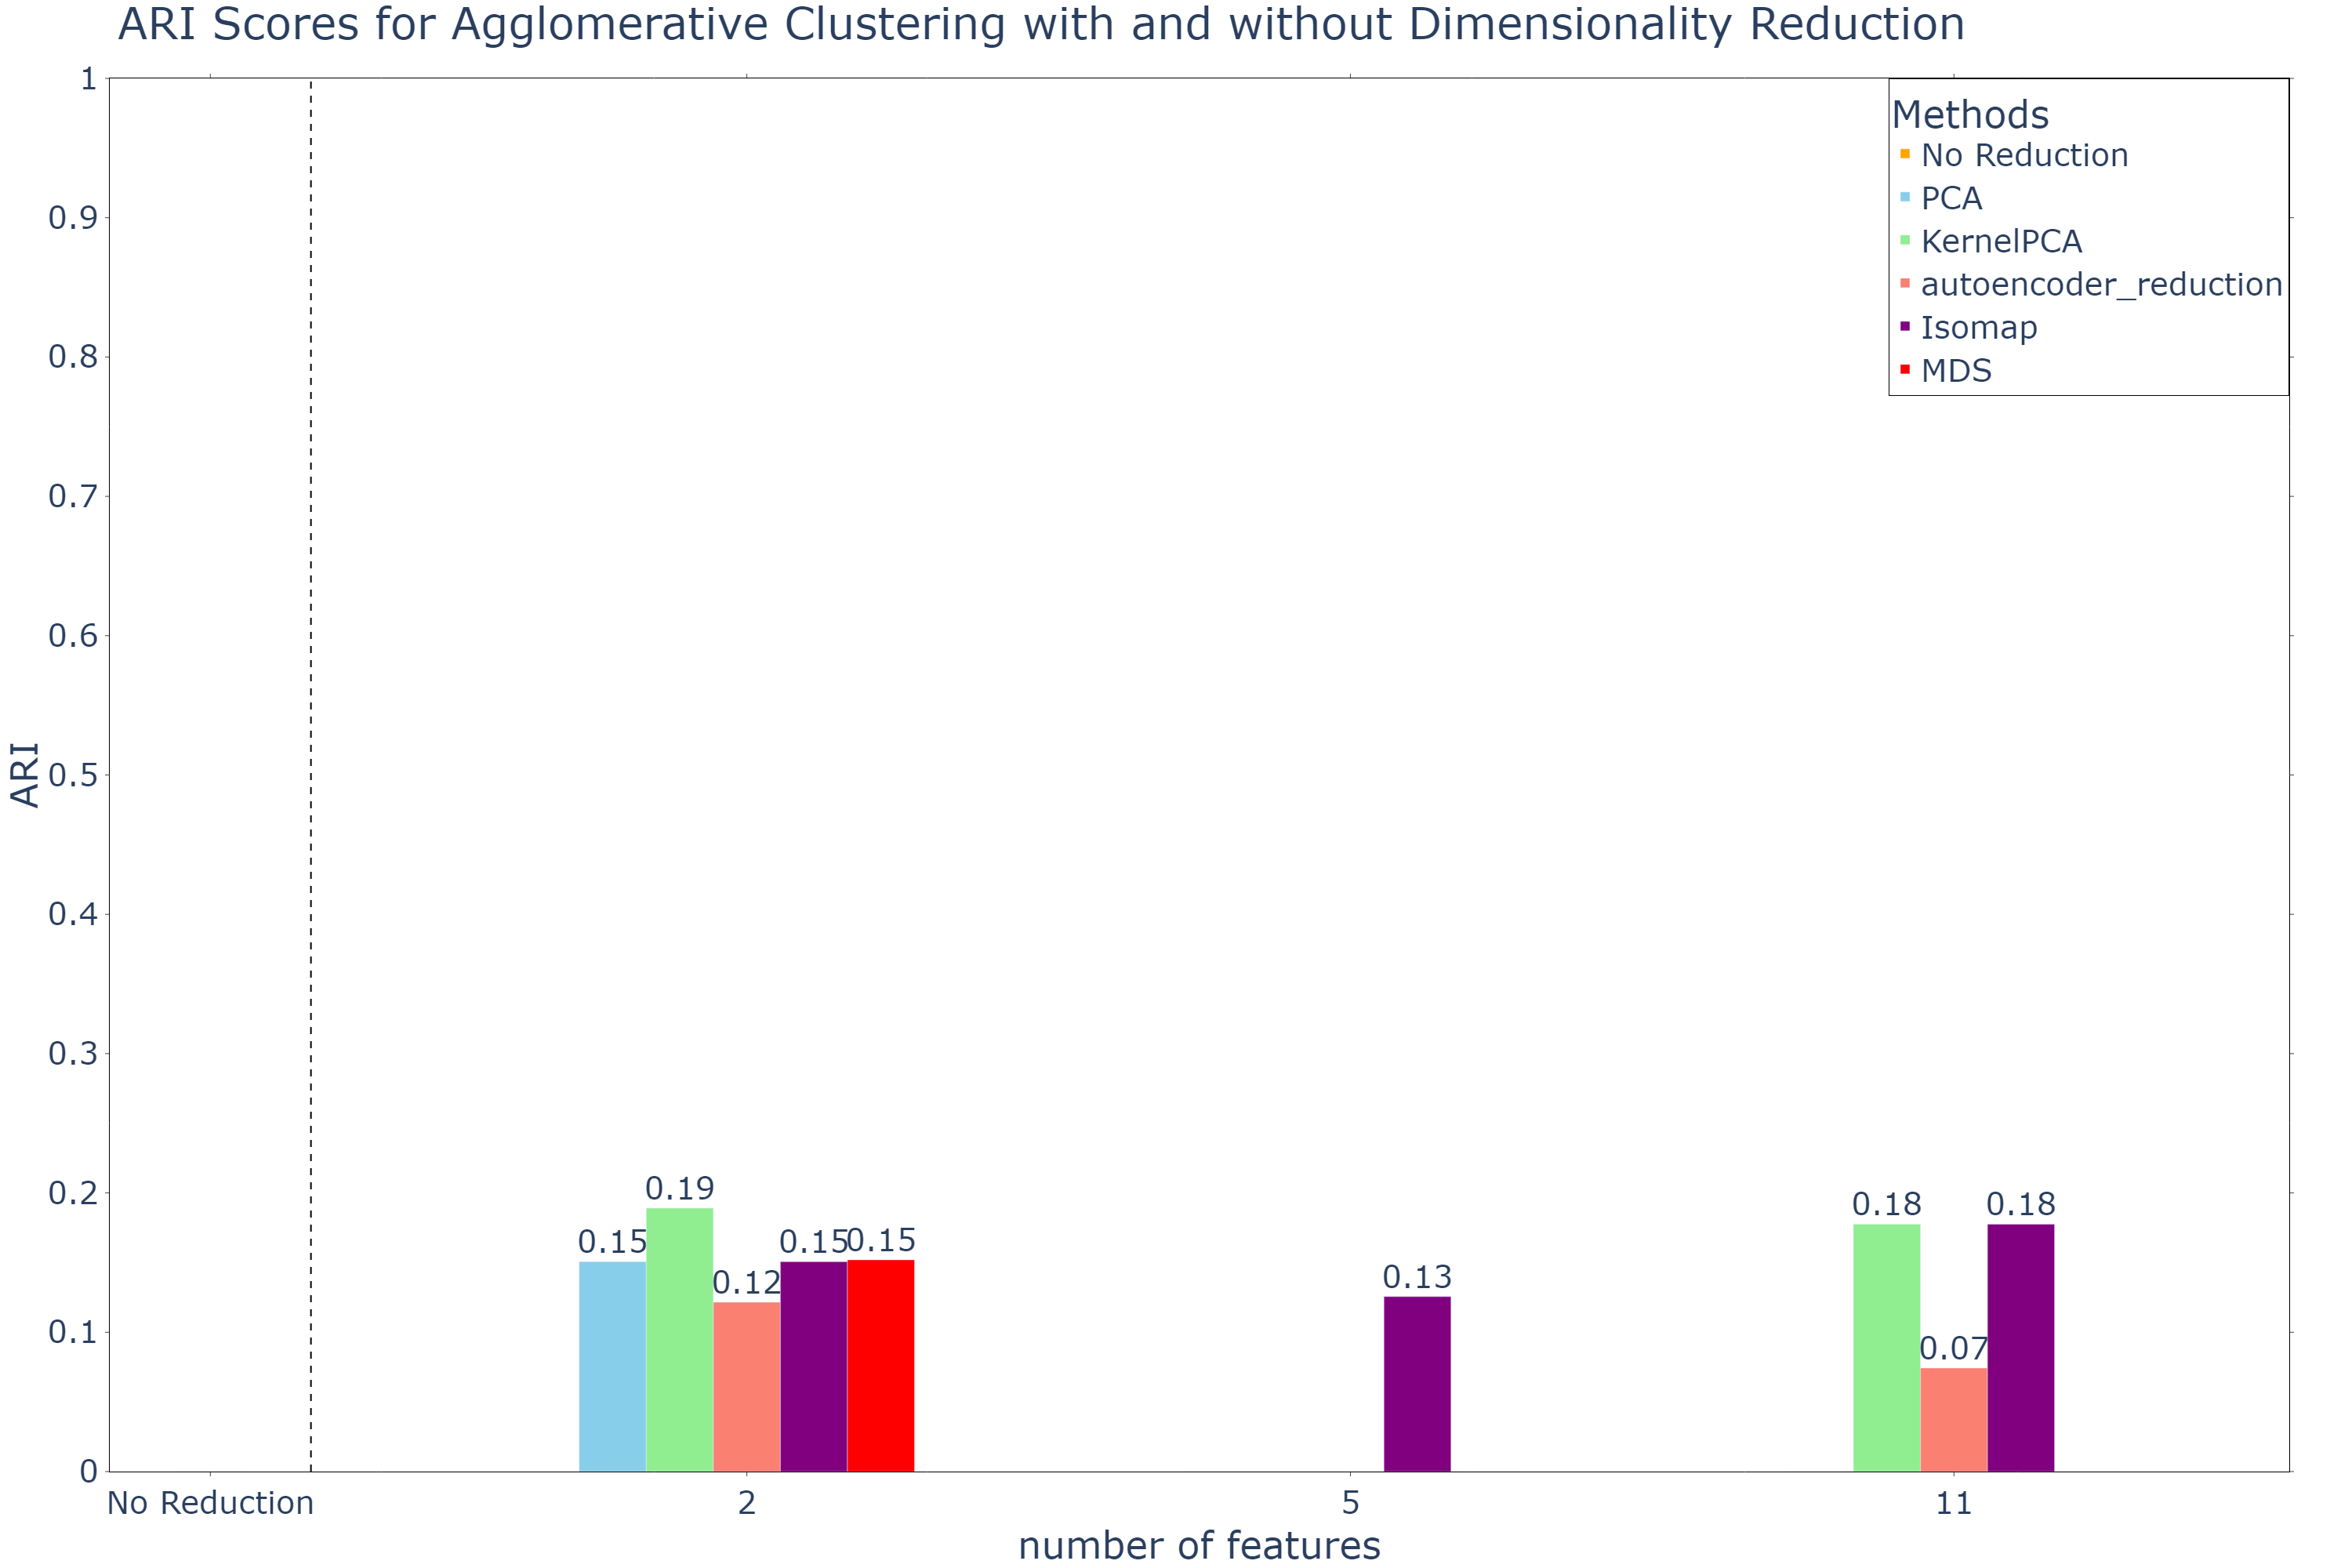 ARI Scores for Agglomerative Clustering with and without Dimensionality Reduction
1
0.9
0.8
0.7
0.6
0.5
0.4
0.3
0.2
0.1
0
ARI
Methods
No Reduction
PCA
KernelPCA
autoencoder_reduction
Isomap
MDS
0.15
0.19
0.12
0.15
0.15
0.13
0.18
0.07
0.18
No Reduction
2
5
11
number of features